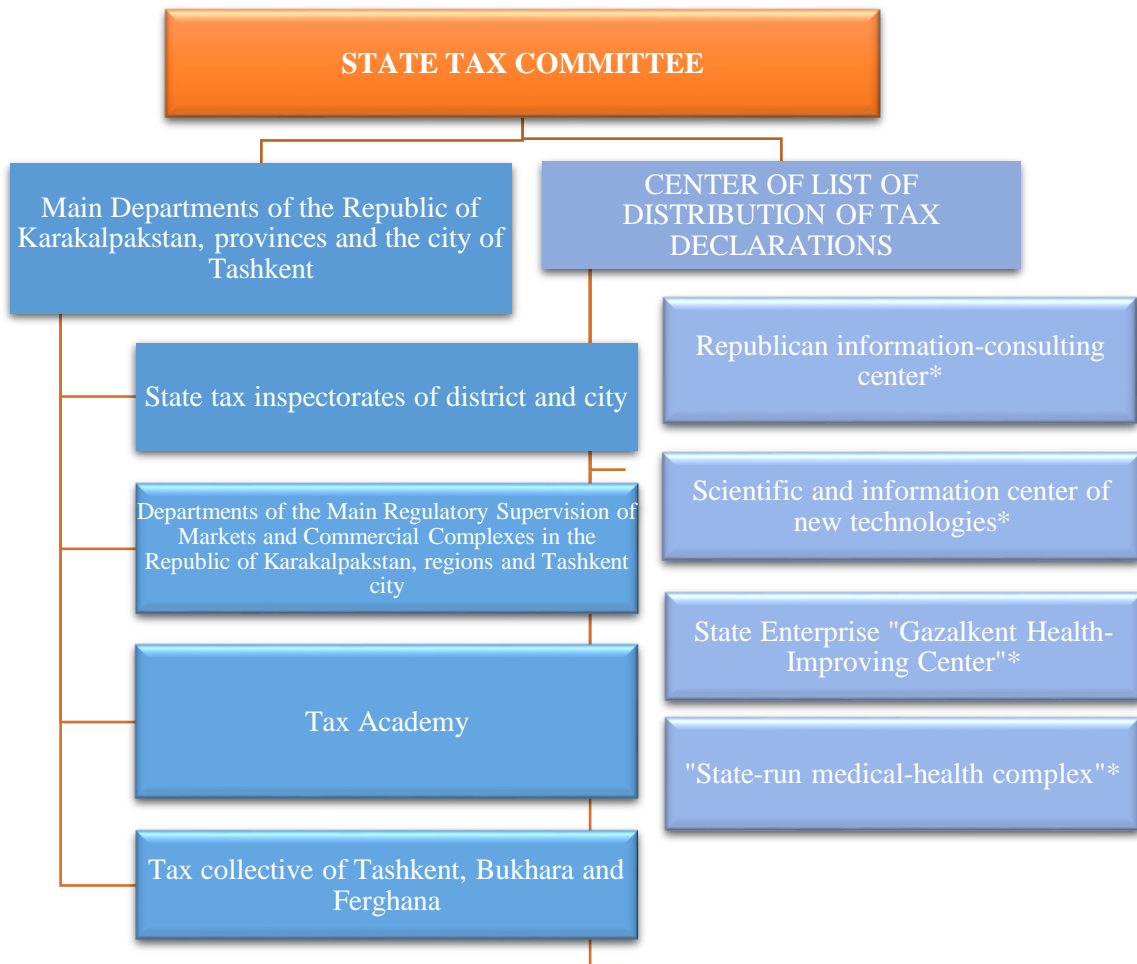 STATE TAX COMMITTEE
Main Departments of the Republic of
Karakalpakstan, provinces and the city of
Tashkent
State tax inspectorates of district and city
Departments of the Main Regulatory Supervision of
Markets and Commercial Complexes in the
Republic of Karakalpakstan, regions and Tashkent
city
Tax Academy
Tax collective of Tashkent, Bukhara and
Ferghana
CENTER OF LIST OF
DISTRIBUTION OF TAX
DECLARATIONS
Republican information-consulting
center*
Scientific and information center of
new technologies*
State Enterprise "Gazalkent Health-
Improving Center"*
"State-run medical-health complex"*